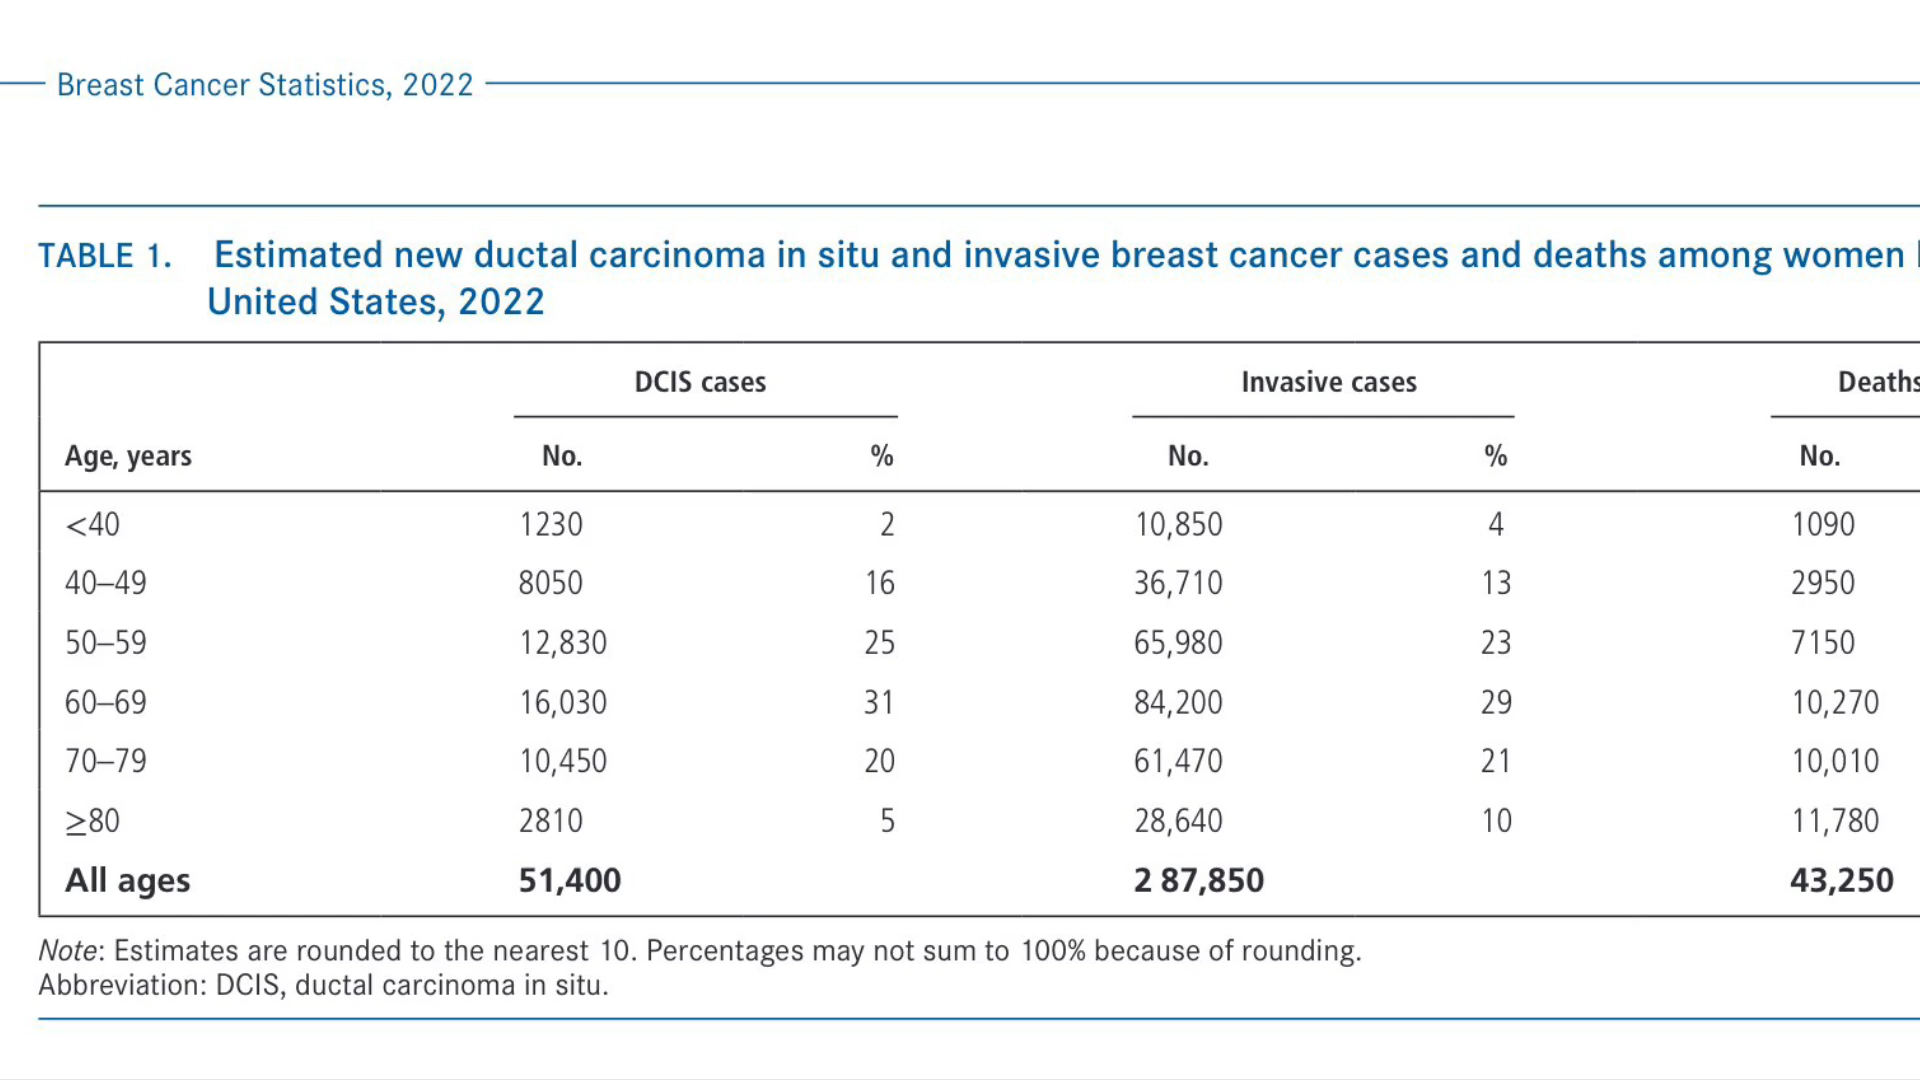 Breast Cancer Statistics, 2022
TABLE 1. Estimated new ductal carcinoma in situ and invasive breast cancer cases and deaths among women
United States, 2022
DCIS cases Invasive cases Deaths
Age, years No. % No. % No.
<40 1230 2 10,850 4 1090
40–49 8050 16 36,710 13 2950
50–59 12,830 25 65,980 23 7150
60–69 16,030 31 84,200 29 10,270
70–79 10,450 20 61,470 21 10,010
≥80 2810 5 28,640 10 11,780
All ages 51,400 2 87,850 43,250
Note: Estimates are rounded to the nearest 10. Percentages may not sum to 100% because of rounding.
Abbreviation: DCIS, ductal carcinoma in situ.